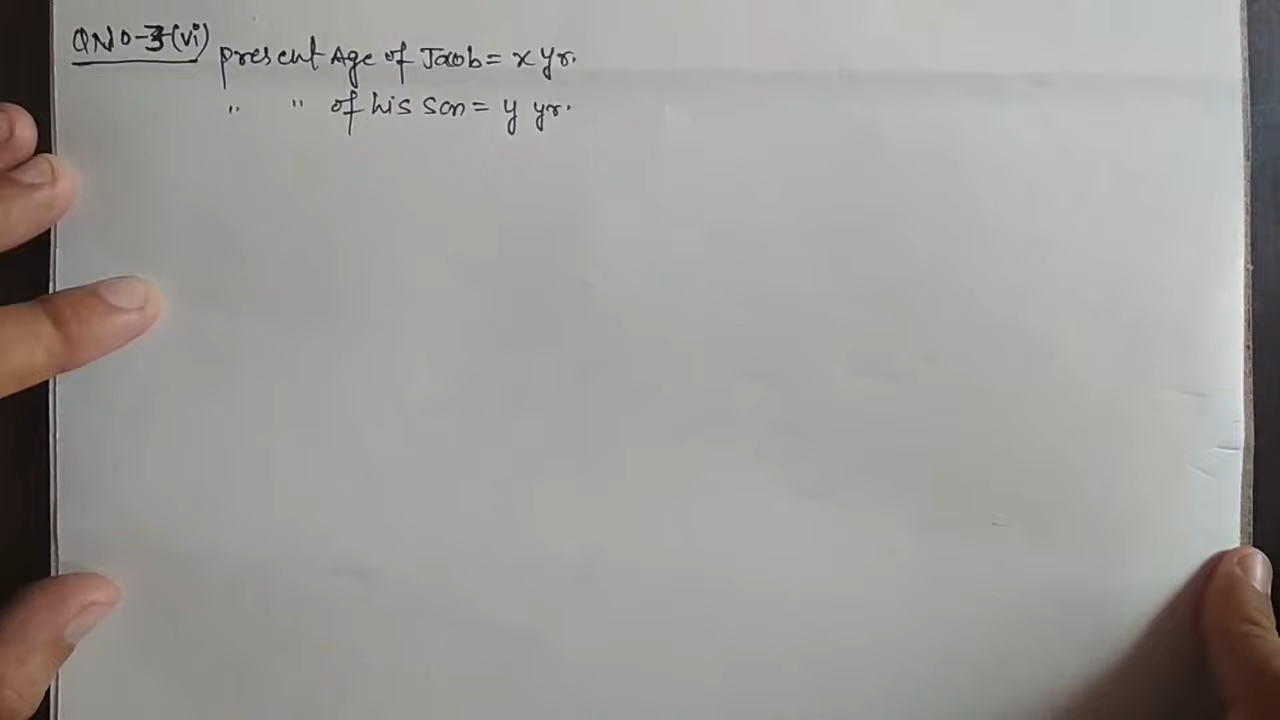 QNO-3(vi)
present Age of Jacob = x yr.
" " of his son = y yr.